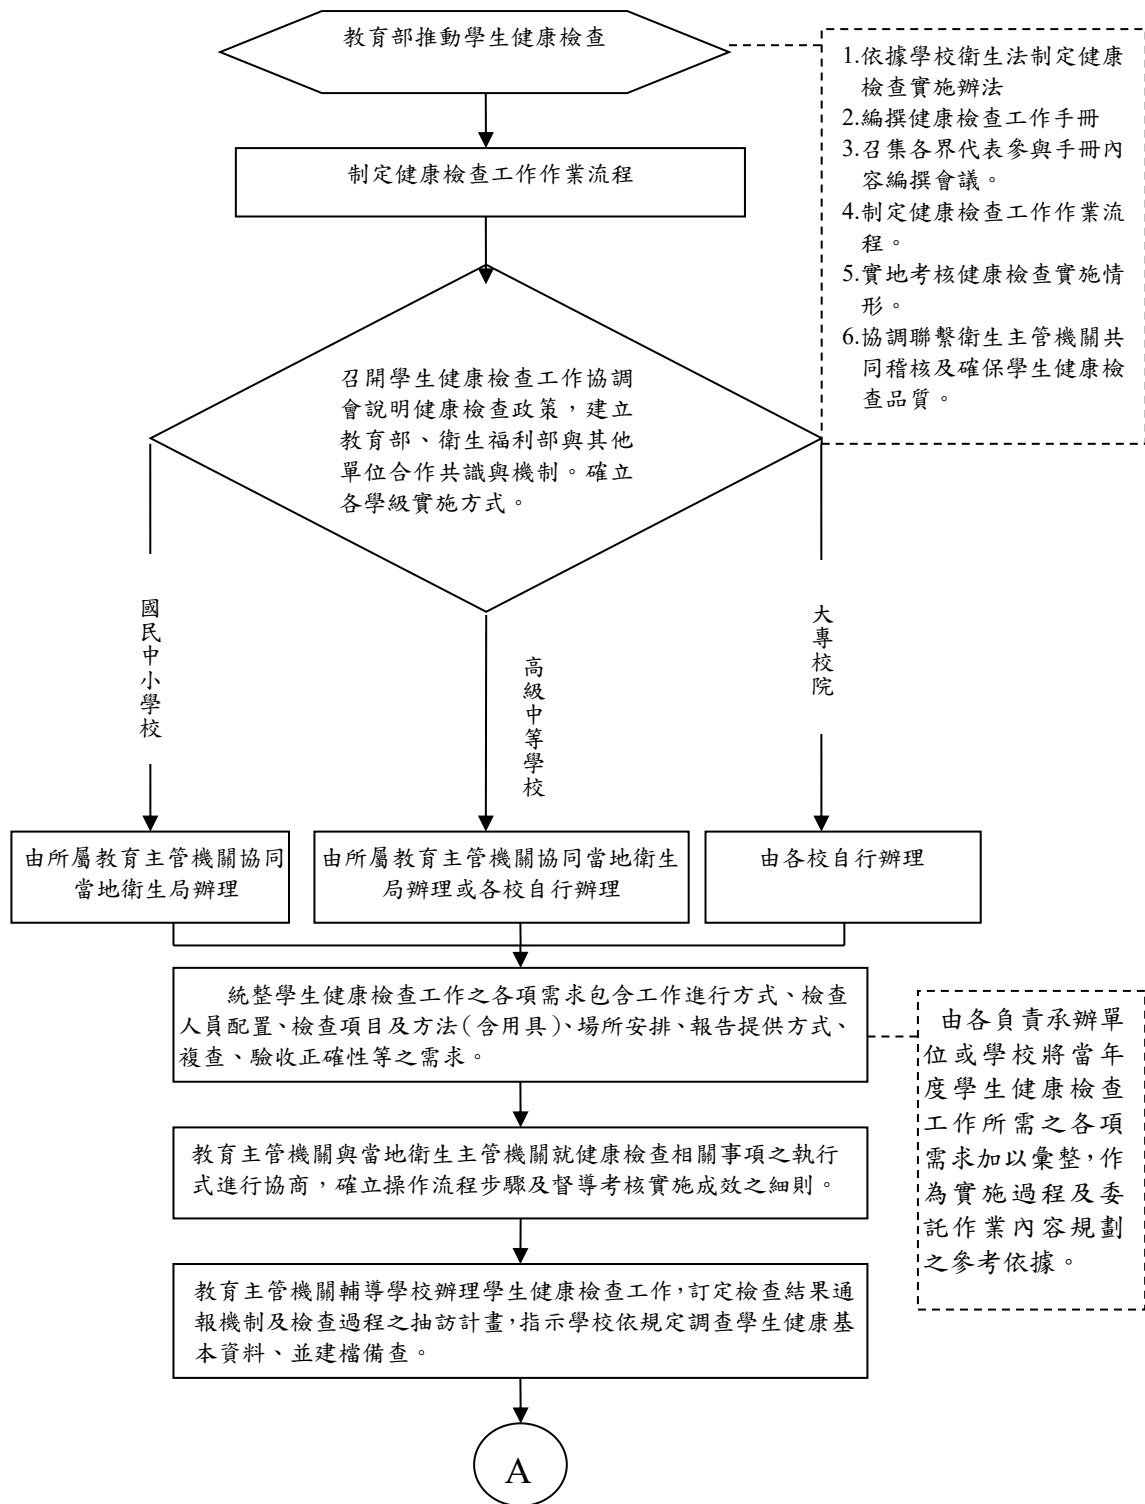 教育部推動學生健康檢查
1.依據學校衛生法制定健康
檢查實施辦法
2.編撰健康檢查工作手冊
3.召集各界代表參與手冊內
容編撰會議。
4.制定健康檢查工作作業流
程。
5.實地考核健康檢查實施情
形。
6.協調聯繫衛生主管機關共
同稽核及確保學生健康檢
查品質。
制定健康檢查工作作業流程
召開學生健康檢查工作協調
會說明健康檢查政策，建立
教育部、衛生福利部與其他
單位合作共識與機制。確立
各學級實施方式。
國民中小學校
高級中等學校
大專校院
由所屬教育主管機關協同
當地衛生局辦理
由所屬教育主管機關協同當地衛生
局辦理或各校自行辦理
由各校自行辦理
統整學生健康檢查工作之各項需求包含工作進行方式、檢查
人員配置、檢查項目及方法(含用具)、場所安排、報告提供方式、
複查、驗收正確性等之需求。
由各負責承辦單
位或學校將當年
度學生健康檢查
工作所需之各項
需求加以彙整，作
為實施過程及委
託作業內容規劃
之參考依據。
教育主管機關與當地衛生主管機關就健康檢查相關事項之執行
式進行協商，確立操作流程步驟及督導考核實施成效之細則。
教育主管機關輔導學校辦理學生健康檢查工作，訂定檢查結果通
報機制及檢查過程之抽訪計畫，指示學校依規定調查學生健康基
本資料、並建檔備查。
A